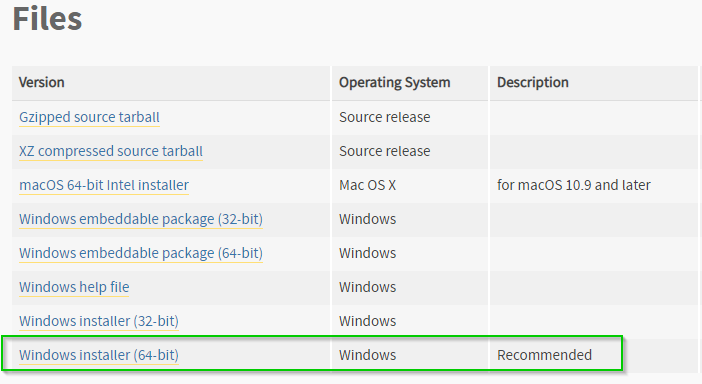 Files
Version Operating System Description
Gzipped source tarball Source release
XZ compressed source tarball Source release
macOS 64-bit Intel installer Mac OS X for macOS 10.9 and later
Windows embeddable package (32-bit) Windows
Windows embeddable package (64-bit) Windows
Windows help file Windows
Windows installer (32-bit) Windows
Windows installer (64-bit) Windows Recommended